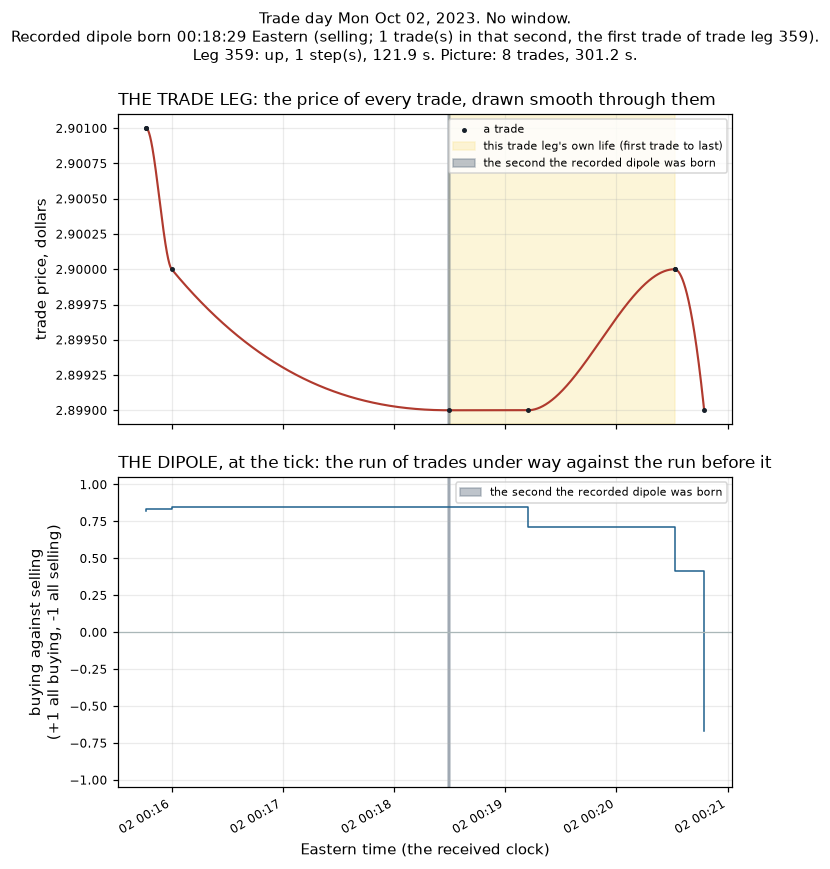 Trade day Mon Oct 02, 2023. No window.
Recorded dipole born 00:18:29 Eastern (selling; 1 trade(s) in that second, the first trade of trade leg 359).
Leg 359: up, 1 step(s), 121.9 s. Picture: 8 trades, 301.2 s.
THE TRADE LEG: the price of every trade, drawn smooth through them
a trade
this trade leg's own life (first trade to last)
the second the recorded dipole was born
trade price, dollars
2.90100
2.90075
2.90050
2.90025
2.90000
2.89975
2.89950
2.89925
2.89900
THE DIPOLE, at the tick: the run of trades under way against the run before it
the second the recorded dipole was born
buying against selling
(+1 all buying, -1 all selling)
1.00
0.75
0.50
0.25
0.00
−0.25
−0.50
−0.75
−1.00
02 00:16
02 00:17
02 00:18
02 00:19
02 00:20
02 00:21
Eastern time (the received clock)